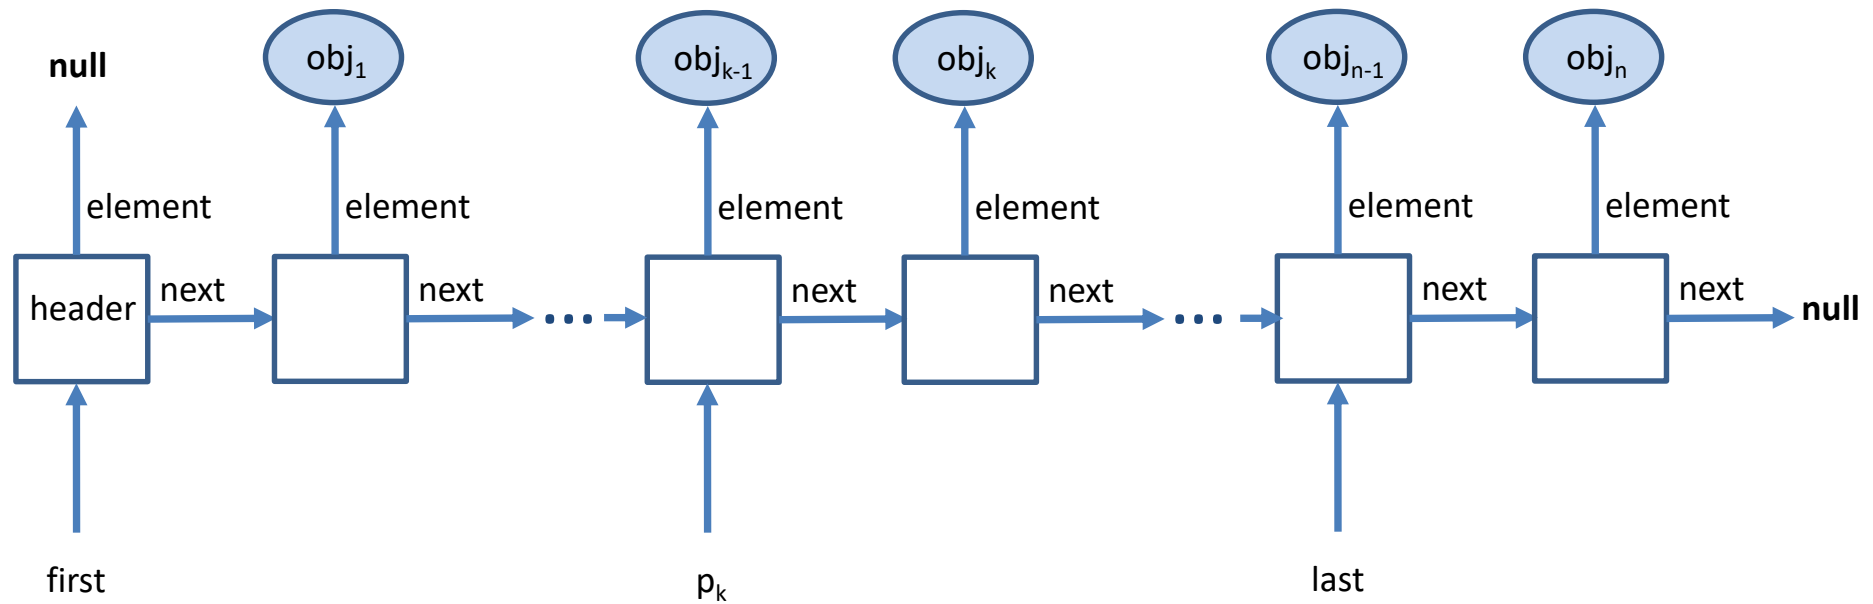 null
obj₁
objₖ₋₁
objₖ
objₙ₋₁
objₙ
element
element
element
element
element
element
header
next
next
next
next
next
next
null
first
pₖ
last